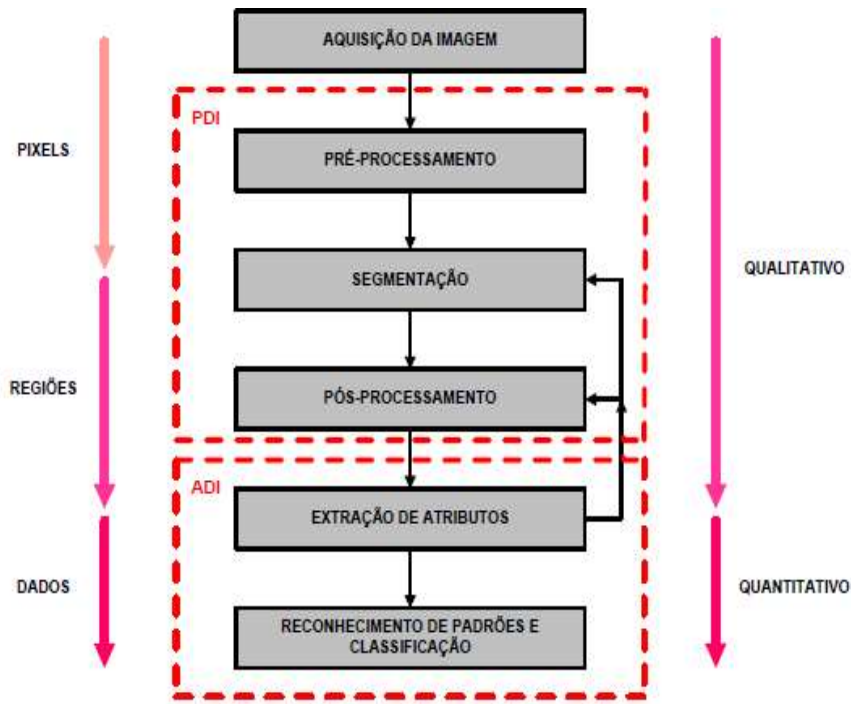 AQUISIÇÃO DA IMAGEM
PDI
PRÉ-PROCESSAMENTO
PIXELS
SEGMENTAÇÃO
QUALITATIVO
REGIÕES
PÓS-PROCESSAMENTO
ADI
EXTRAÇÃO DE ATRIBUTOS
DADOS
QUANTITATIVO
RECONHECIMENTO DE PADRÕES E
CLASSIFICAÇÃO